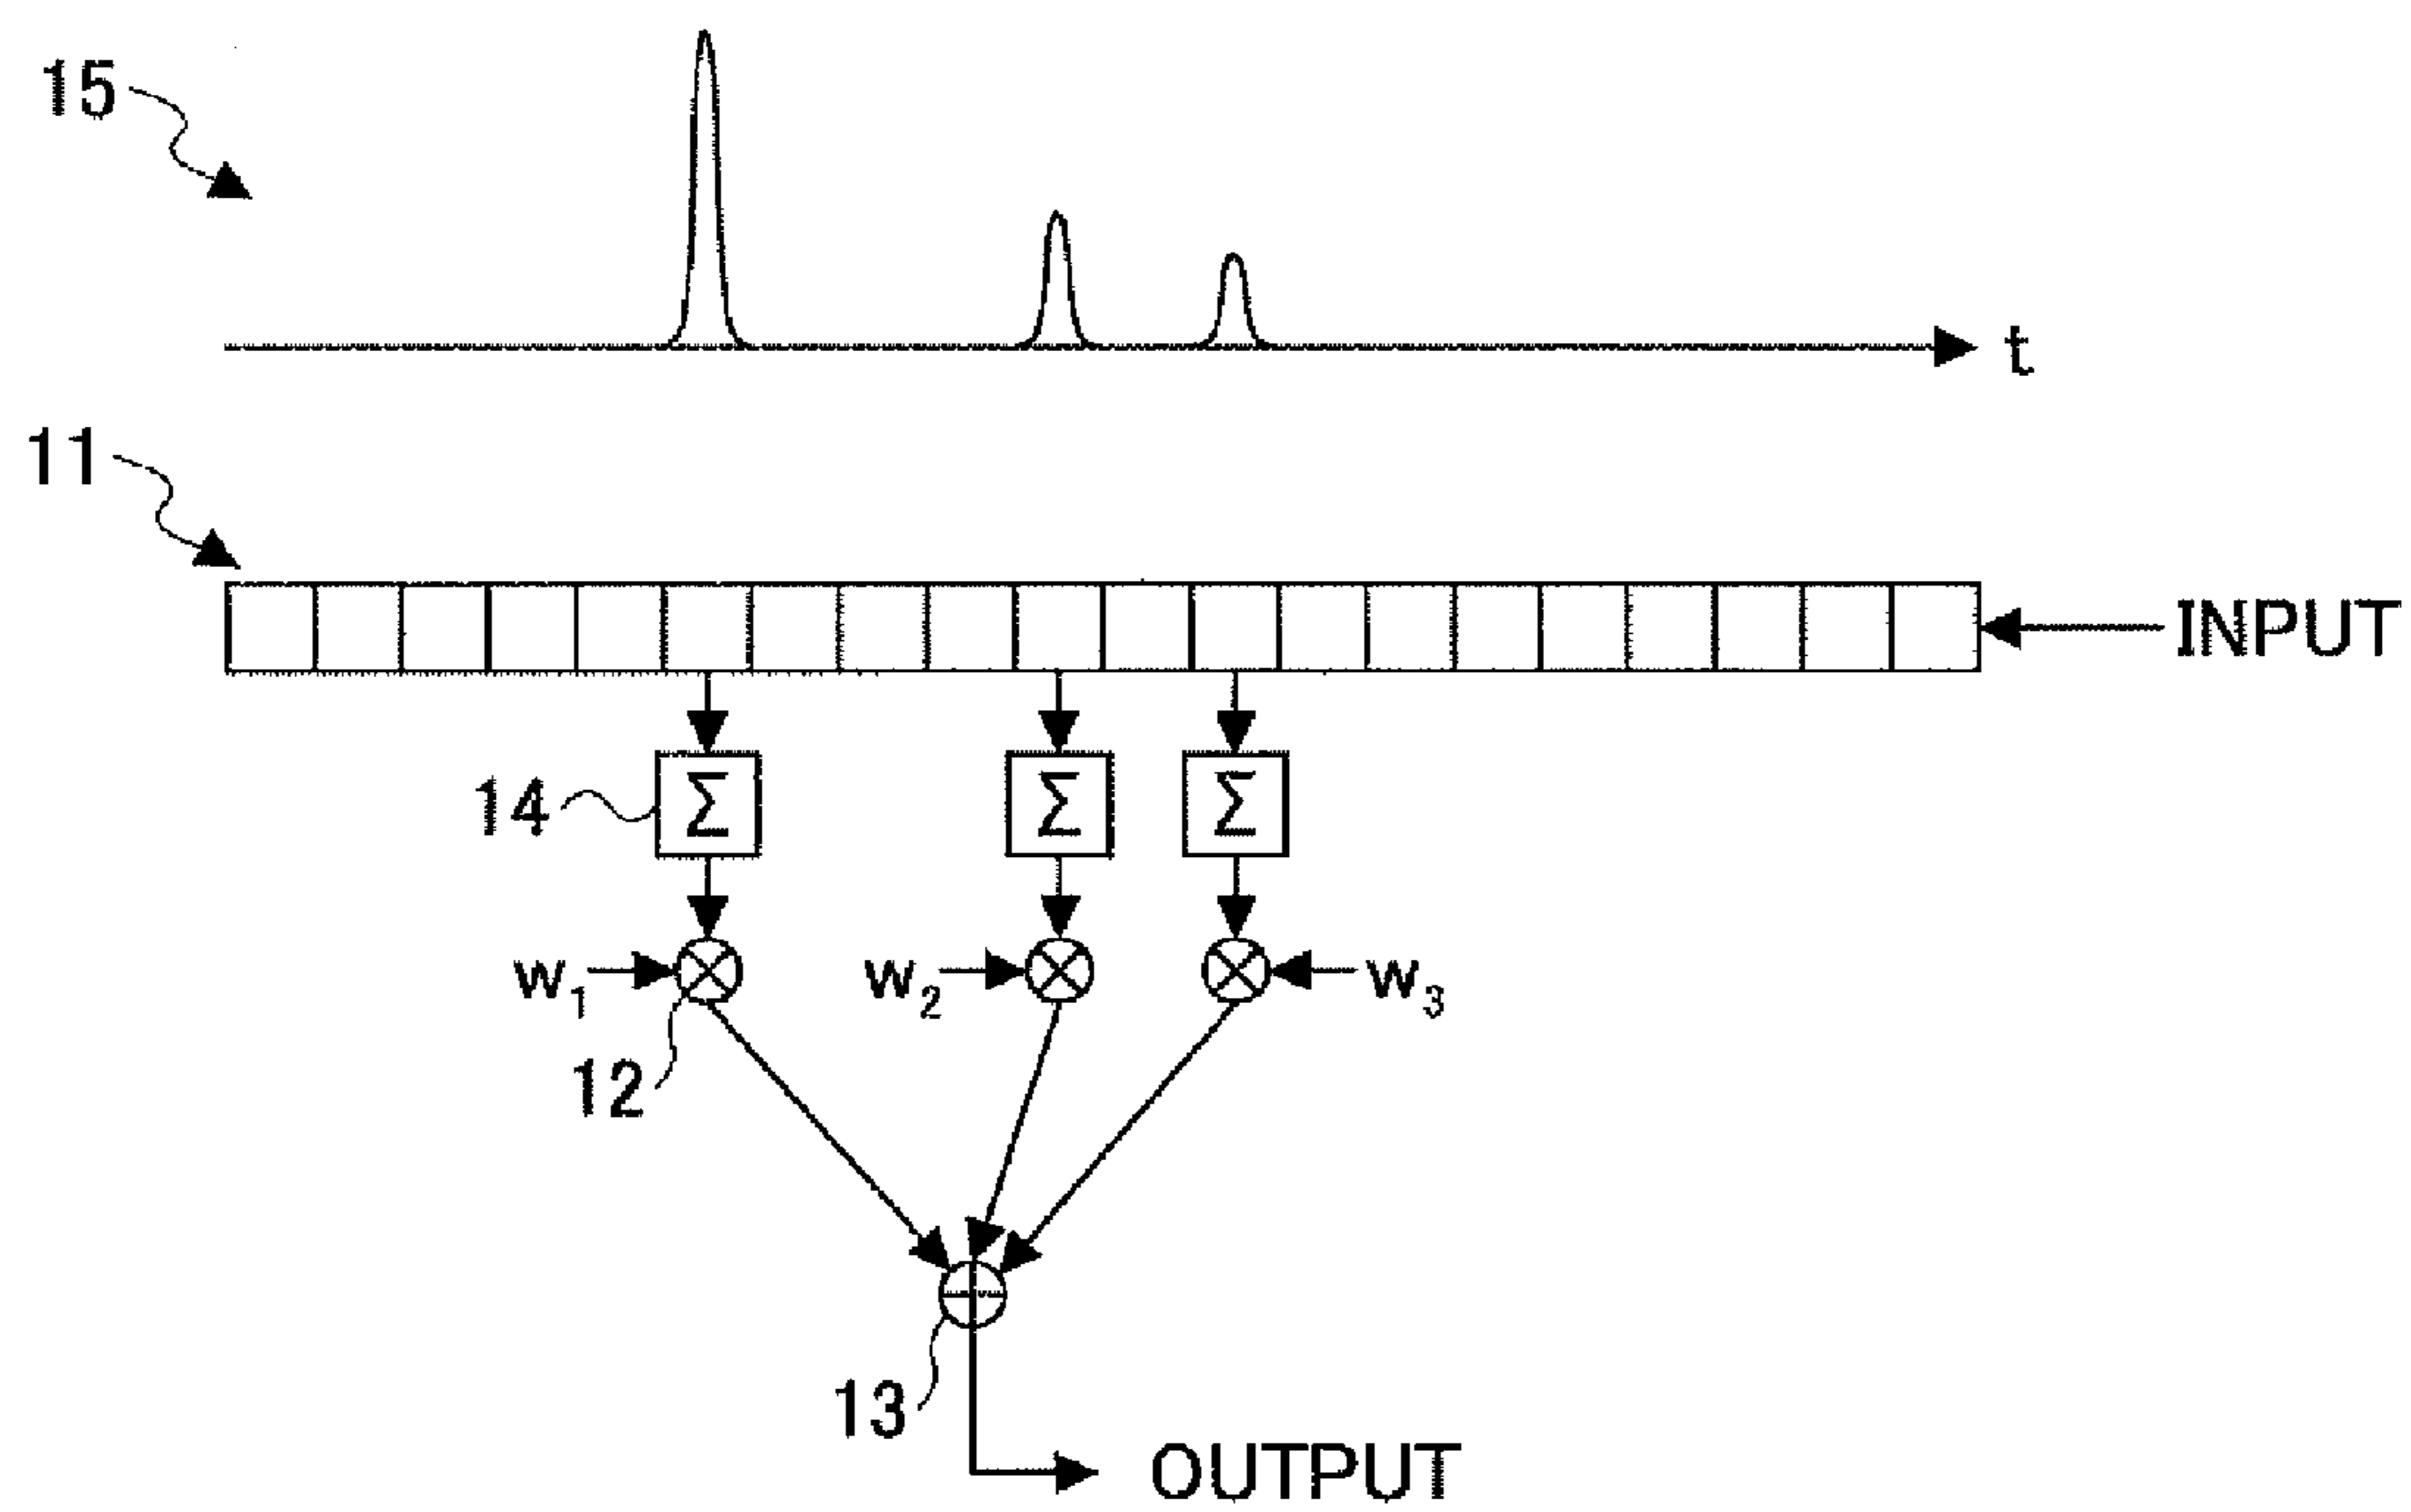 15
t
11
INPUT
14 Σ Σ Σ
w₁ w₂ w₃
12
13
OUTPUT